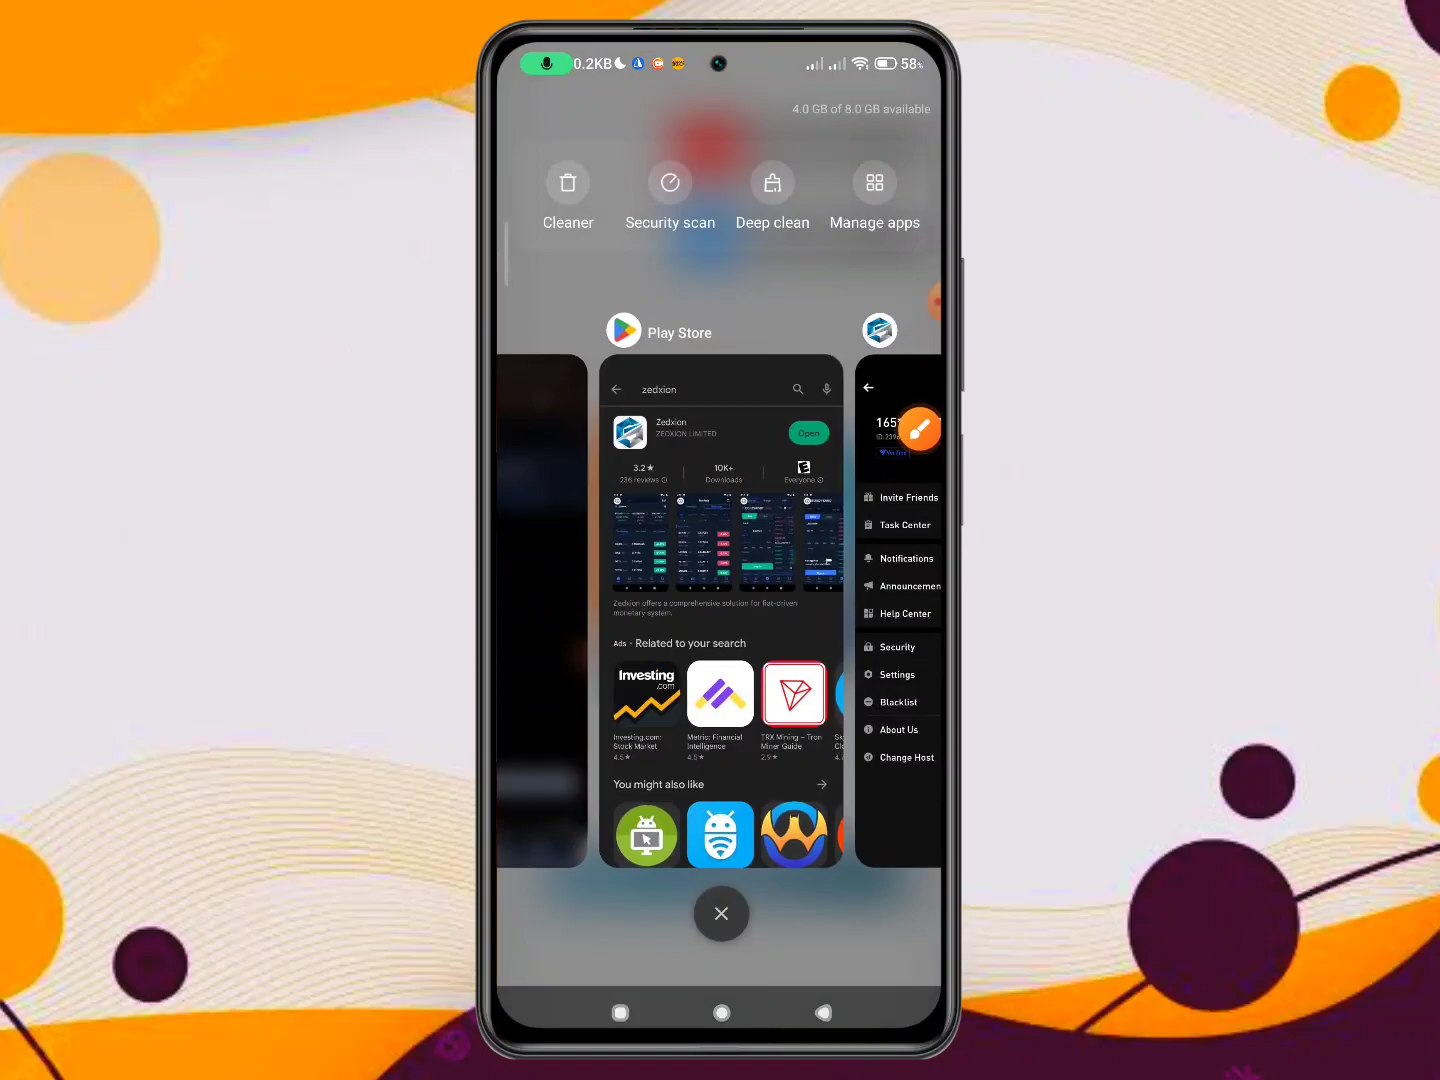 0.2KB
58%
4.0 GB of 8.0 GB available
Cleaner
Security scan
Deep clean
Manage apps
Play Store
zedxion
Zedxion
ZEDXION LIMITED
Open
3.2★
236 reviews
10K+
Downloads
E
Everyone
Zedxion offers a comprehensive solution for fiat-driven
monetary system.
Ads · Related to your search
Investing
.com
Investing.com:
Stock Market
4.5★
Metric: Financial
Intelligence
4.5★
TRX Mining – Tron
Miner Guide
2.9★
You might also like
165
Invite Friends
Task Center
Notifications
Announcemen
Help Center
Security
Settings
Blacklist
About Us
Change Host